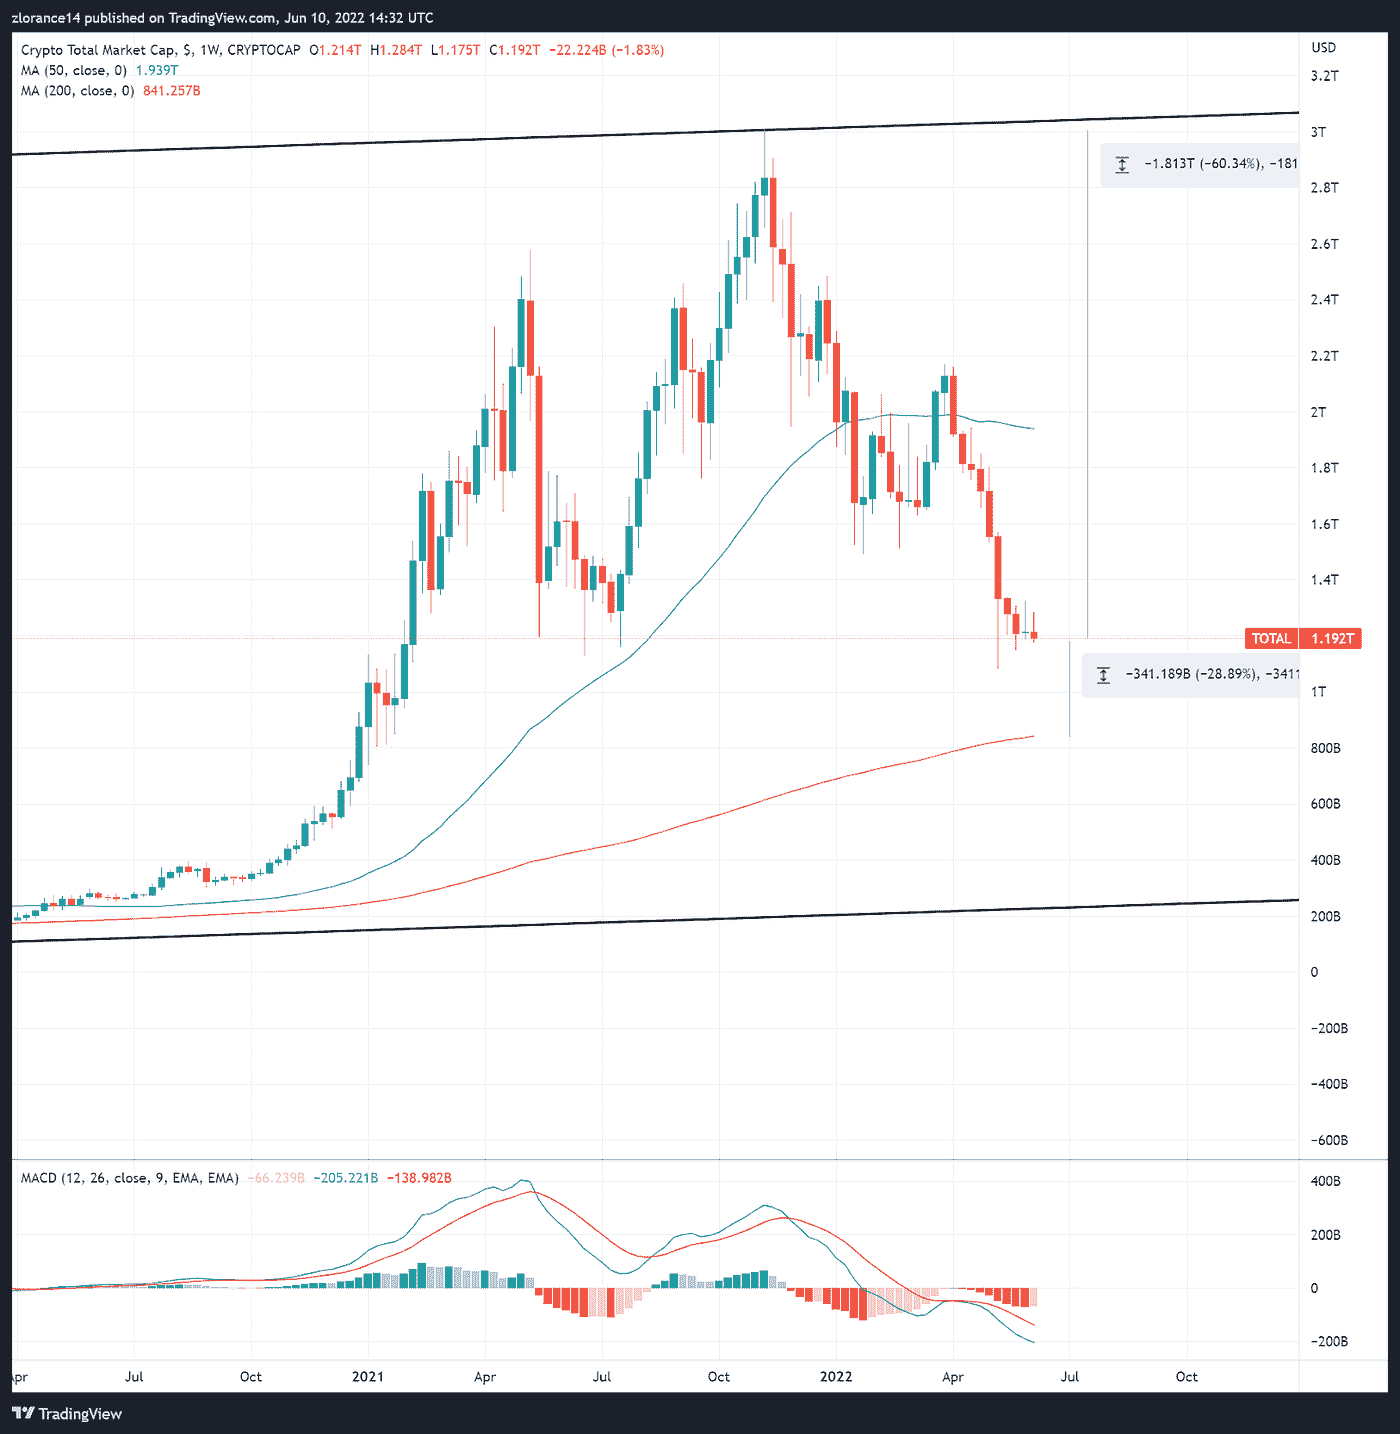 zlorance14 published on TradingView.com, Jun 10, 2022 14:32 UTC
Crypto Total Market Cap, $, 1W, CRYPTOCAP O1.214T H1.284T L1.175T C1.192T −22.224B (−1.83%)
MA (50, close, 0) 1.939T
MA (200, close, 0) 841.257B
USD
3.2T
3T
−1.813T (−60.34%), −181
2.8T
2.6T
2.4T
2.2T
2T
1.8T
1.6T
1.4T
TOTAL 1.192T
−341.189B (−28.89%), −3411
1T
800B
600B
400B
200B
0
−200B
−400B
−600B
MACD (12, 26, close, 9, EMA, EMA) −66.239B −205.221B −138.982B
400B
200B
0
−200B
Apr Jul Oct 2021 Apr Jul Oct 2022 Apr Jul Oct
TradingView